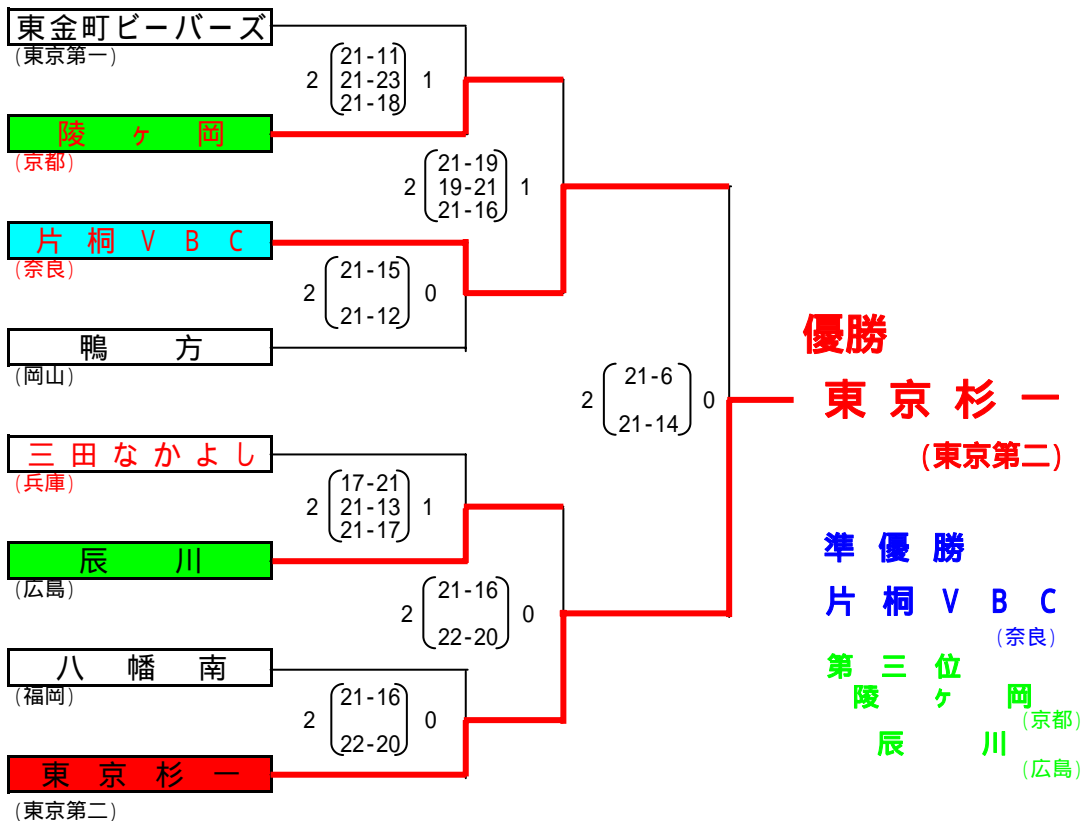 東金町ビーバーズ
(東京第一)
2 21-11 1
21-23
21-18
陵ヶ岡
(京都)
2 21-19 1
19-21
21-16
片桐VBC
(奈良)
2 21-15 0
21-12
鴨方
(岡山)
2 21-6 0
21-14
優勝
東京杉一
(東京第二)
三田なかよし
(兵庫)
2 17-21 1
21-13
21-17
辰川
(広島)
2 21-16 0
22-20
八幡南
(福岡)
2 21-16 0
22-20
東京杉一
(東京第二)
準優勝
片桐VBC
(奈良)
第三位
陵ヶ岡
(京都)
辰川
(広島)